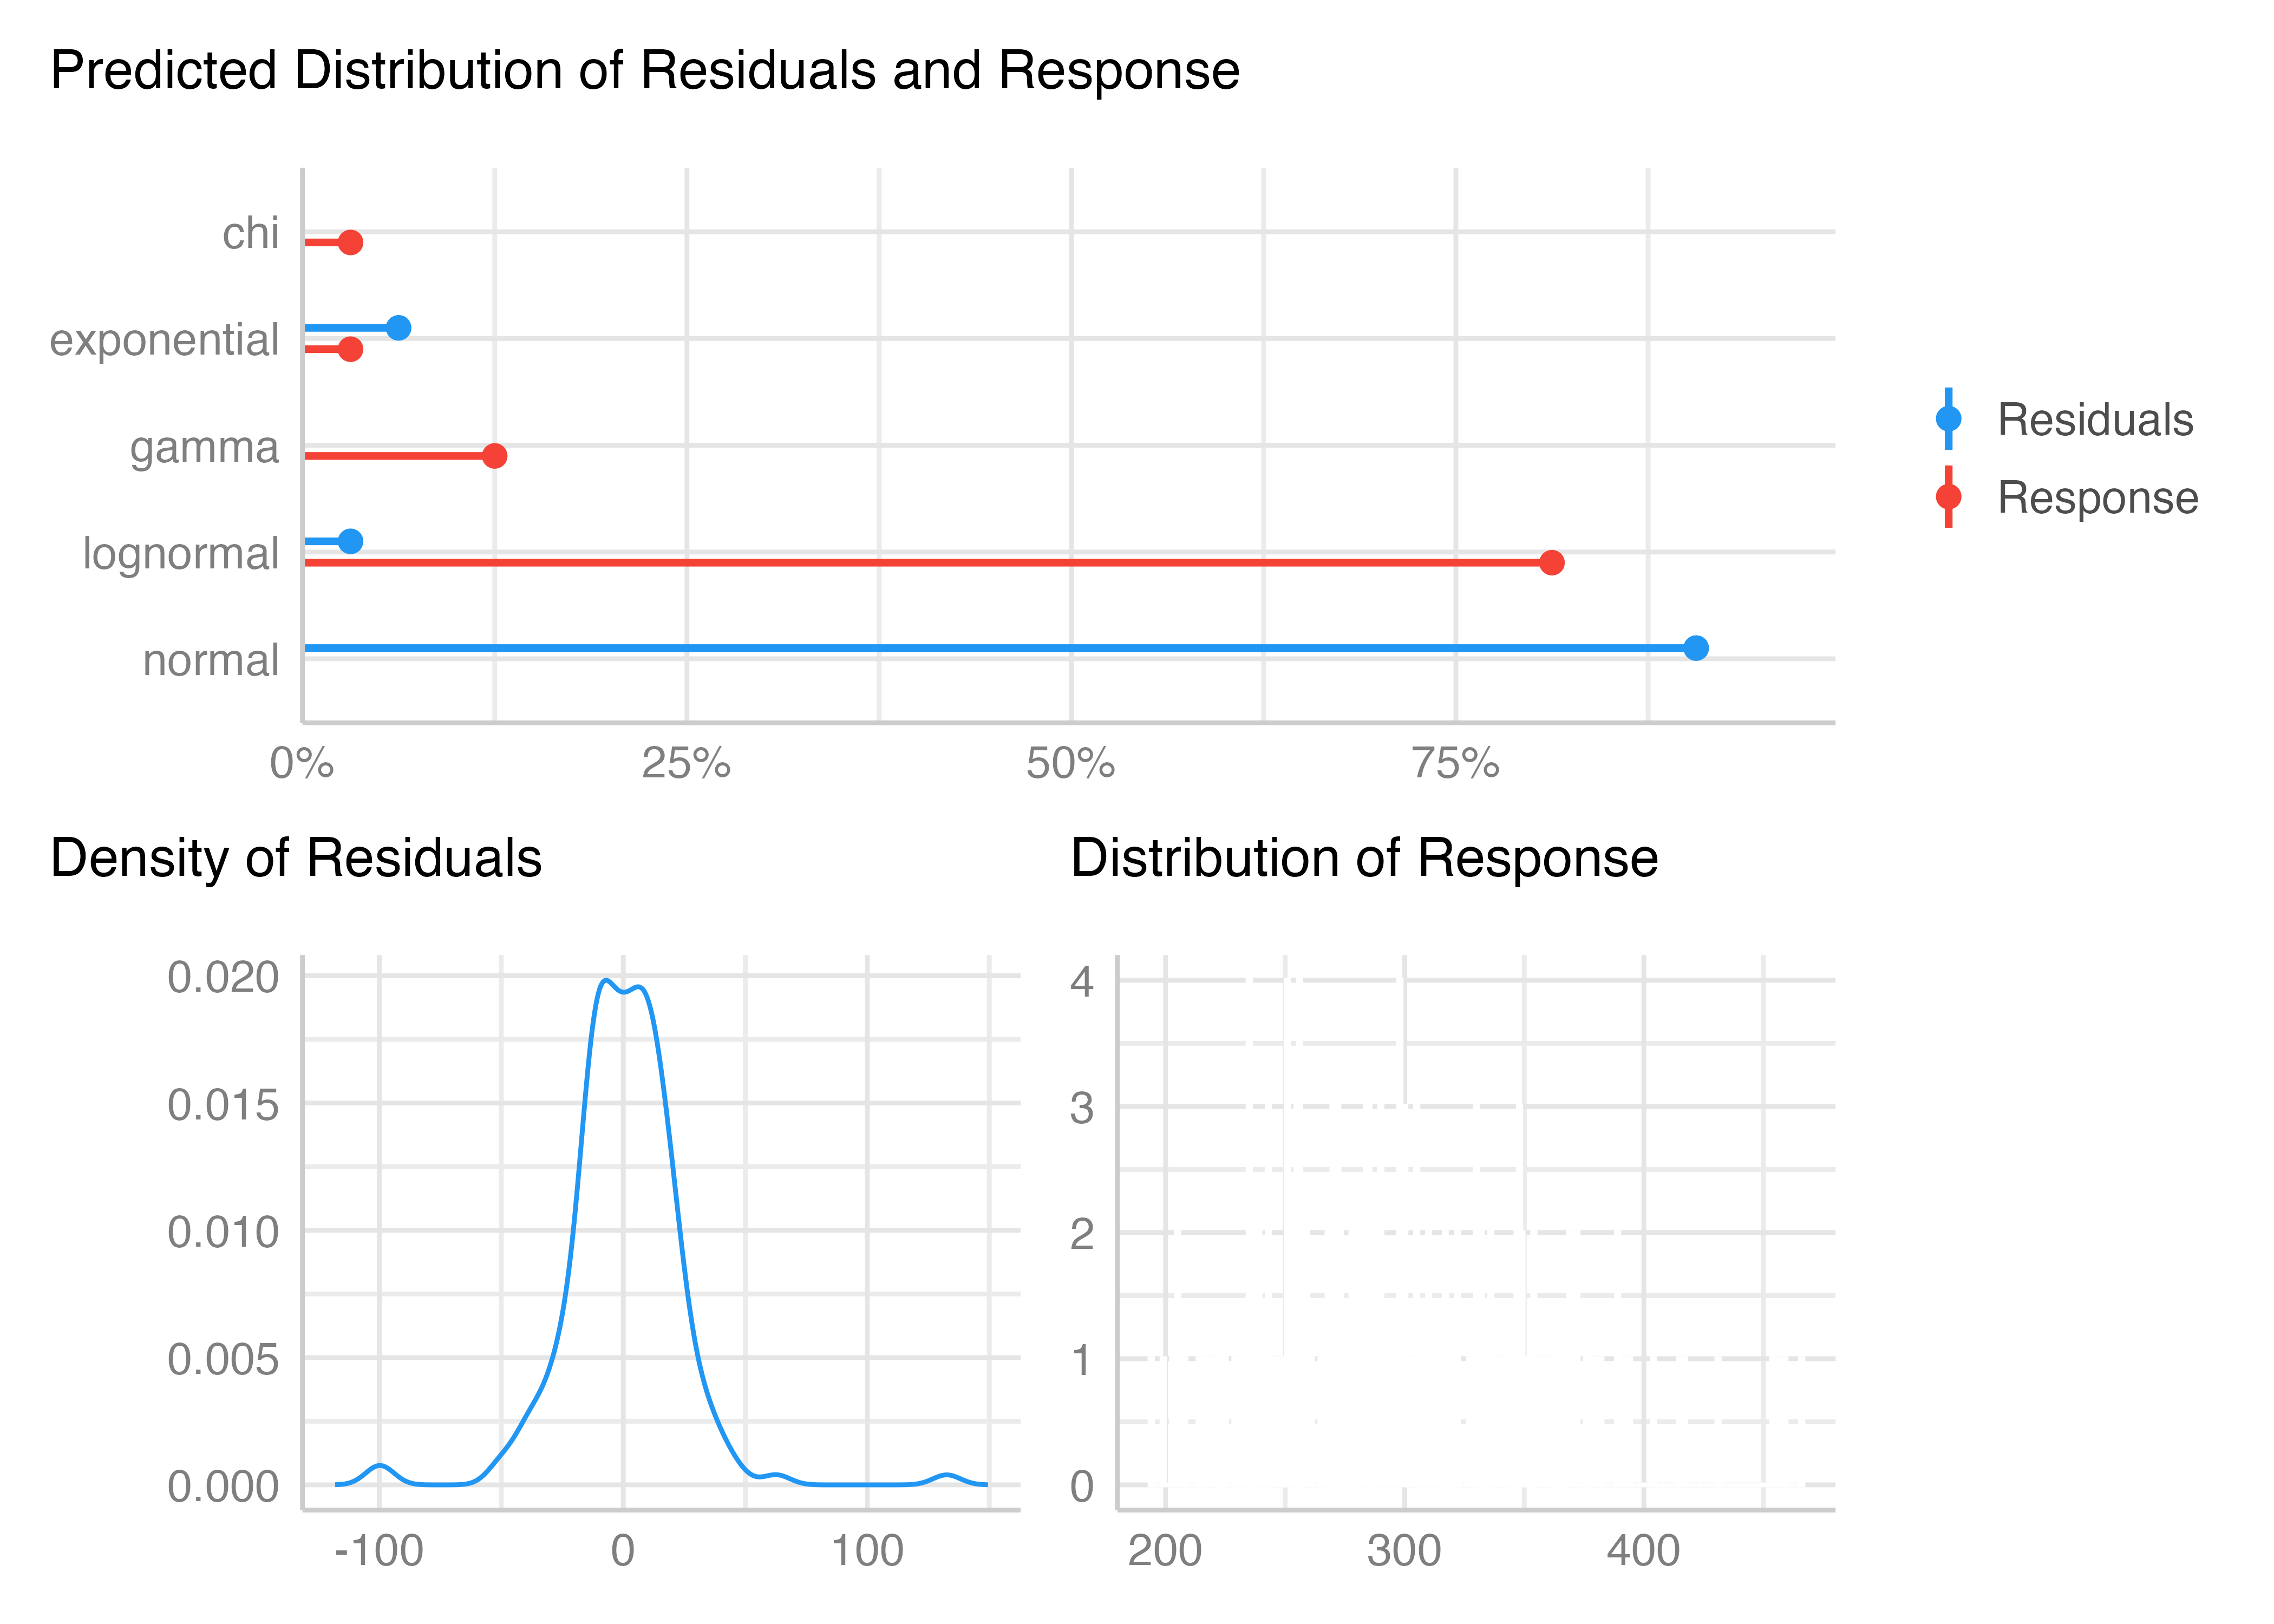 Predicted Distribution of Residuals and Response
chi
exponential
gamma
lognormal
normal
0% 25% 50% 75%
Residuals
Response
Density of Residuals
0.020
0.015
0.010
0.005
0.000
-100 0 100
Distribution of Response
4
3
2
1
0
200 300 400